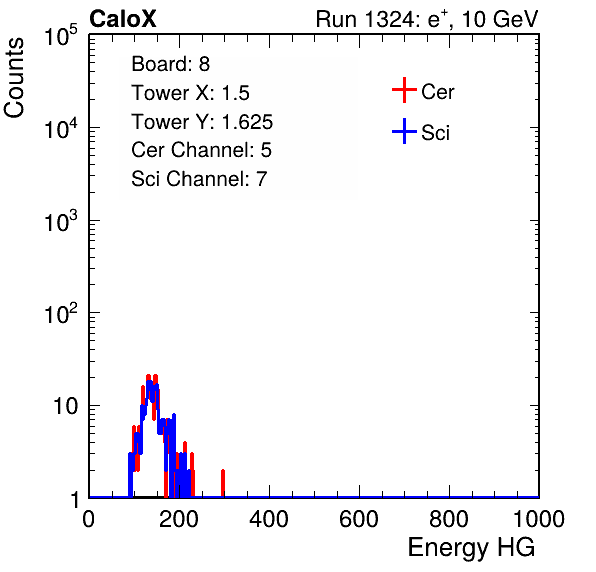 CaloX Run 1324: e⁺, 10 GeV
Counts
10⁵
10⁴
10³
10²
10
1
Board: 8
Tower X: 1.5
Tower Y: 1.625
Cer Channel: 5
Sci Channel: 7
Cer
Sci
0 200 400 600 800 1000
Energy HG